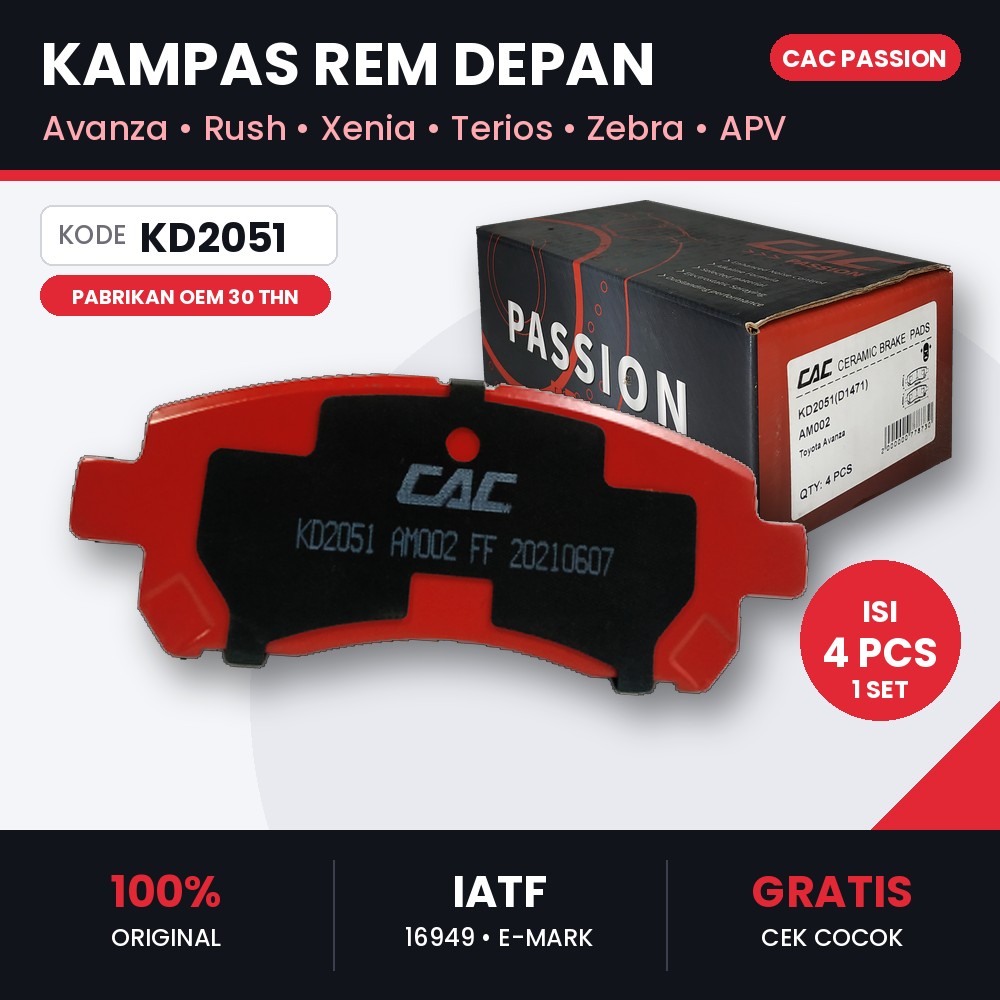 KAMPAS REM DEPAN
CAC PASSION
Avanza • Rush • Xenia • Terios • Zebra • APV
KODE KD2051
PABRIKAN OEM 30 THN
CAC
PASSION
PASSION
CAC CERAMIC BRAKE PADS
KD2051(D1471)
AM002
Toyota Avanza
QTY: 4 PCS
CAC
KD2051 AM002 FF 20210607
ISI
4 PCS
1 SET
100%
ORIGINAL
IATF
16949 • E-MARK
GRATIS
CEK COCOK